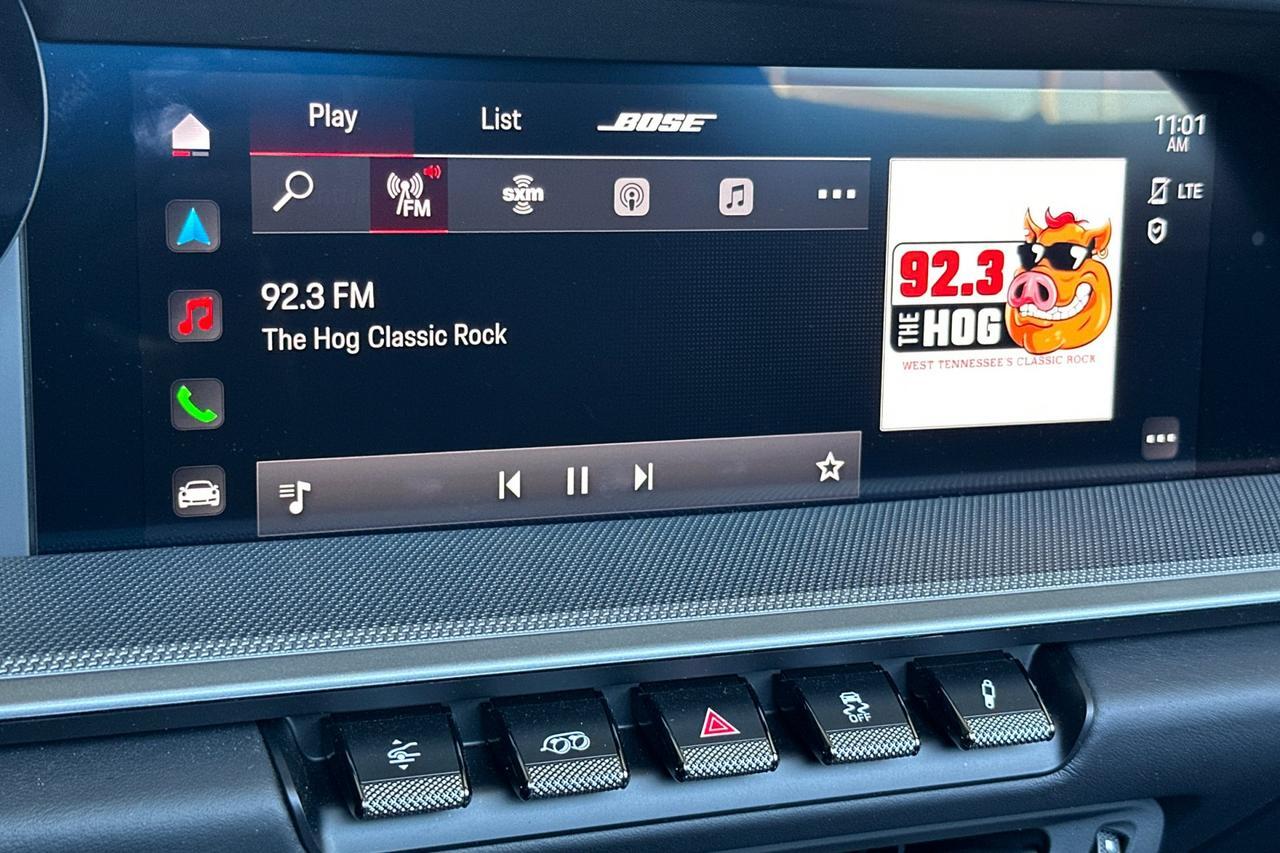 Play
List
BOSE
11:01
AM
FM
sxm
LTE
92.3 FM
The Hog Classic Rock
92.3
THE HOG
WEST TENNESSEE'S CLASSIC ROCK
OFF